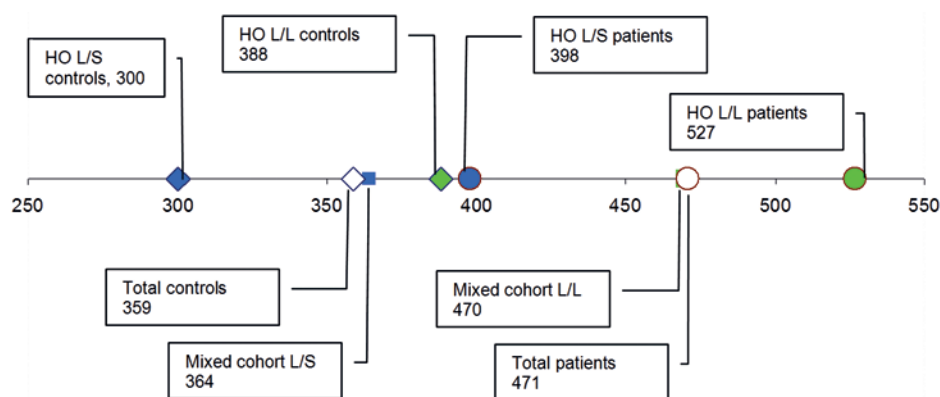 HO L/L controls
388
HO L/S patients
398
HO L/S
controls, 300
HO L/L patients
527
250 300 350 400 450 500 550
Total controls
359
Mixed cohort L/L
470
Mixed cohort L/S
364
Total patients
471